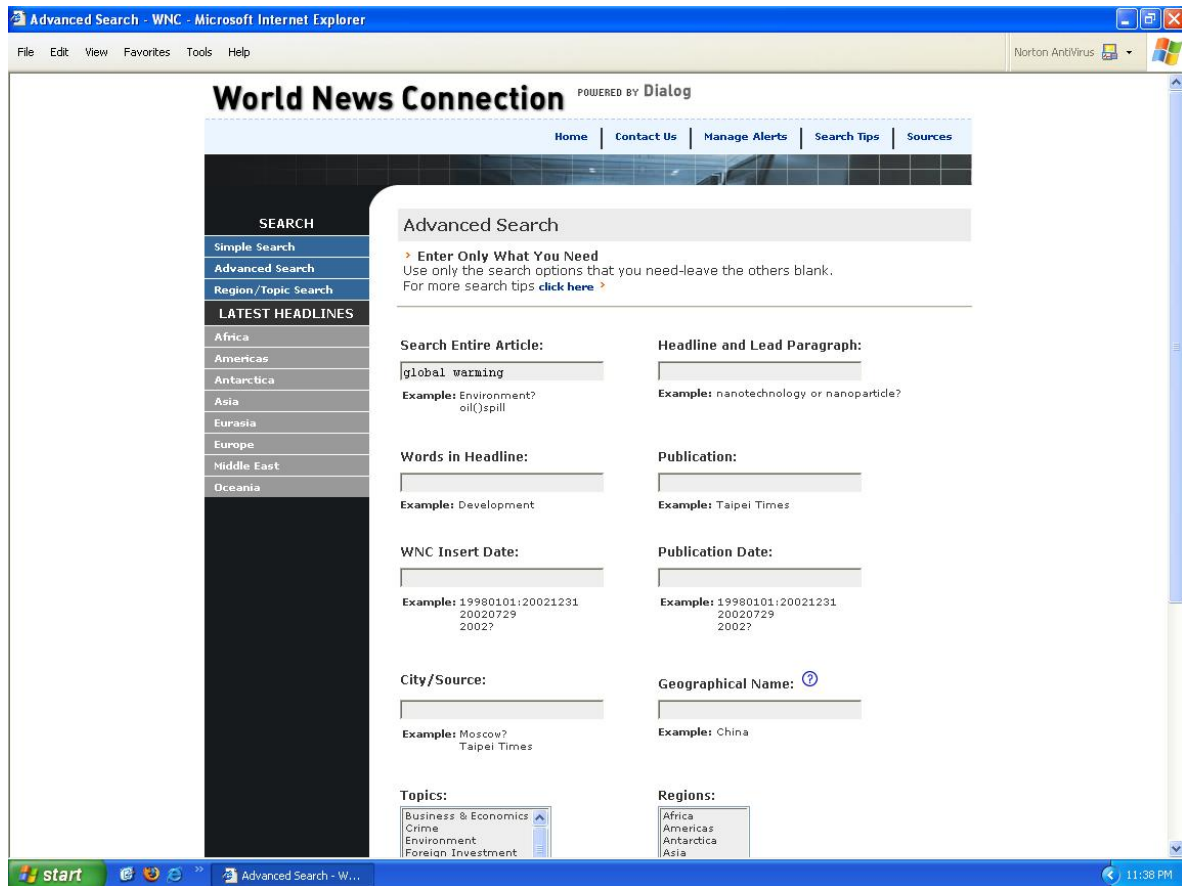 Advanced Search - WNC - Microsoft Internet Explorer
File Edit View Favorites Tools Help
Norton AntiVirus
World News Connection POWERED BY Dialog
Home Contact Us Manage Alerts Search Tips Sources
SEARCH
Simple Search
Advanced Search
Region/Topic Search
LATEST HEADLINES
Africa
Americas
Antarctica
Asia
Eurasia
Europe
Middle East
Oceania
Advanced Search
> Enter Only What You Need
Use only the search options that you need-leave the others blank.
For more search tips click here >
Search Entire Article:
global warming
Example: Environment?
oil()spill
Headline and Lead Paragraph:
Example: nanotechnology or nanoparticle?
Words in Headline:
Example: Development
Publication:
Example: Taipei Times
WNC Insert Date:
Example: 19980101:20021231
20020729
2002?
Publication Date:
Example: 19980101:20021231
20020729
2002?
City/Source:
Example: Moscow?
Taipei Times
Geographical Name: ?
Example: China
Topics:
Business & Economics
Crime
Environment
Foreign Investment
Regions:
Africa
Americas
Antarctica
Asia
start
»
Advanced Search - W...
11:38 PM